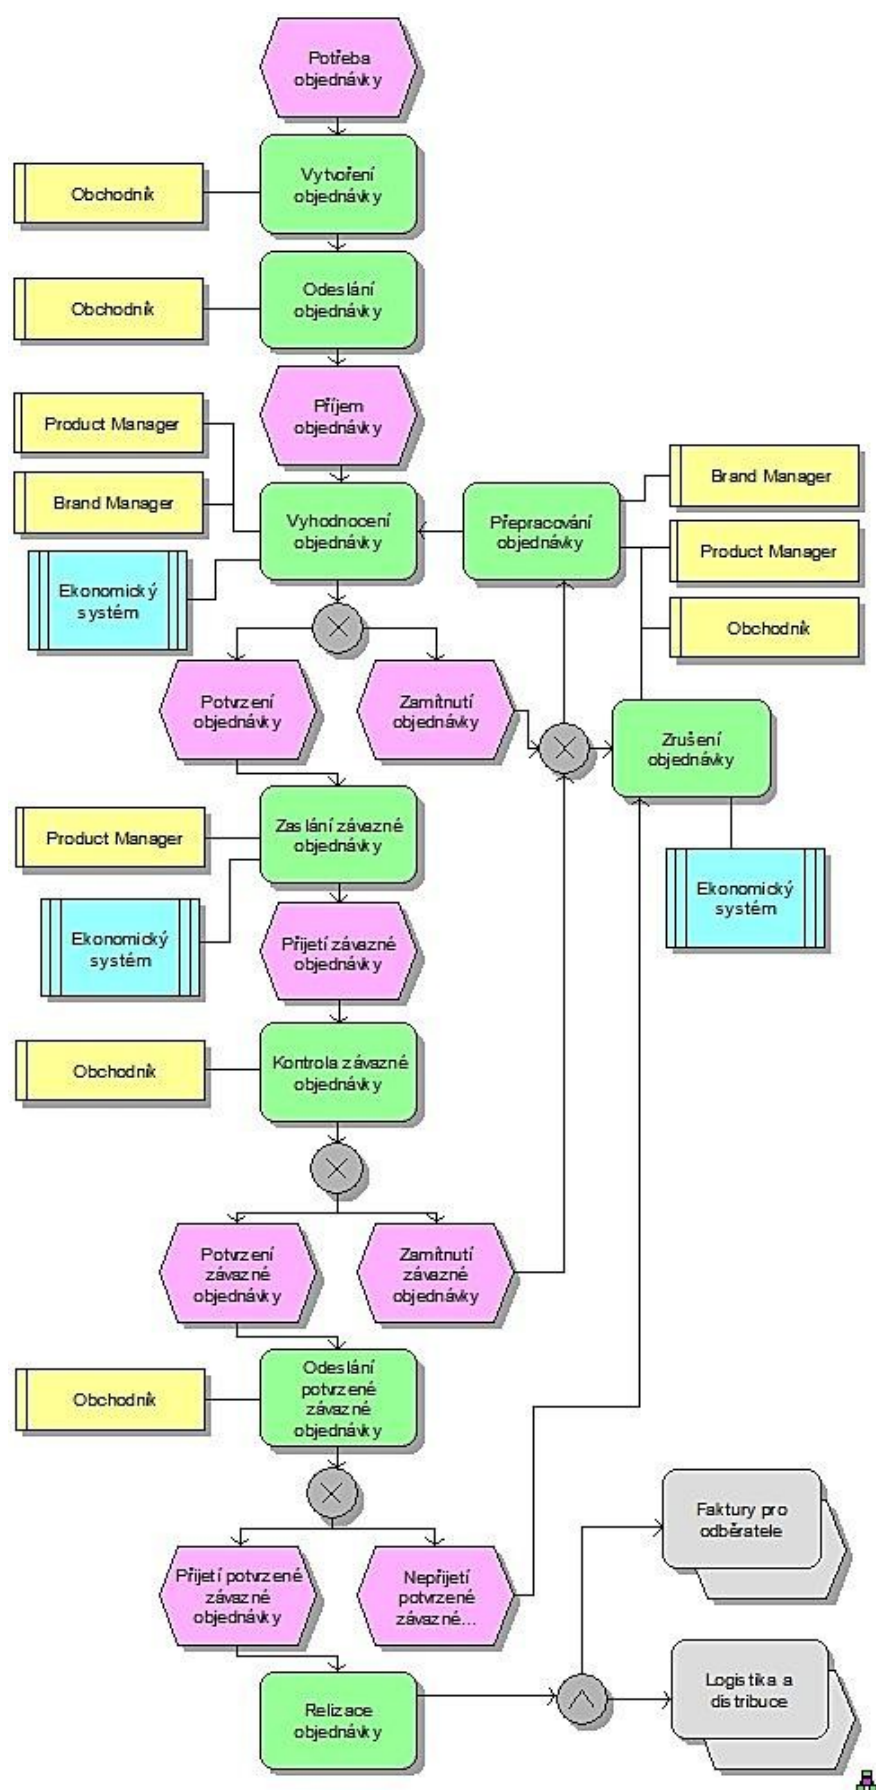 Potřeba
objednávky
Obchodník
Vytvoření
objednávky
Obchodník
Odeslání
objednávky
Příjem
objednávky
Product Manager
Brand Manager
Ekonomický
systém
Vyhodnocení
objednávky
Přepracování
objednávky
Brand Manager
Product Manager
Obchodník
Potvrzení
objednávky
Zamítnutí
objednávky
Zrušení
objednávky
Ekonomický
systém
Product Manager
Zaslání závazné
objednávky
Ekonomický
systém
Přijetí závazné
objednávky
Obchodník
Kontrola závazné
objednávky
Potvrzení
závazné
objednávky
Zamítnutí
závazné
objednávky
Obchodník
Odeslání
potvrzené
závazné
objednávky
Přijetí potvrzené
závazné
objednávky
Nepřijetí
potvrzené
závazné...
Faktury pro
odběratele
Relizace
objednávky
Logistika a
distribuce